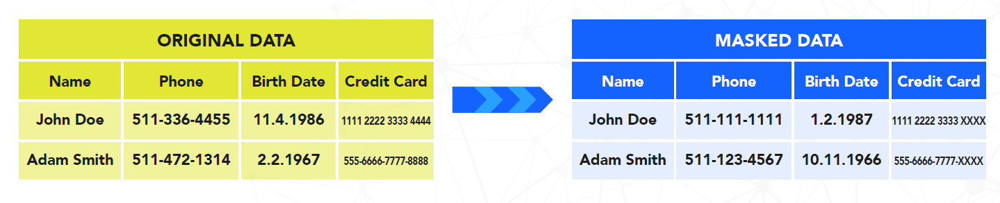 ORIGINAL DATA
Name Phone Birth Date Credit Card
John Doe 511-336-4455 11.4.1986 1111 2222 3333 4444
Adam Smith 511-472-1314 2.2.1967 555-6666-7777-8888
MASKED DATA
Name Phone Birth Date Credit Card
John Doe 511-111-1111 1.2.1987 1111 2222 3333 XXXX
Adam Smith 511-123-4567 10.11.1966 555-6666-7777-XXXX